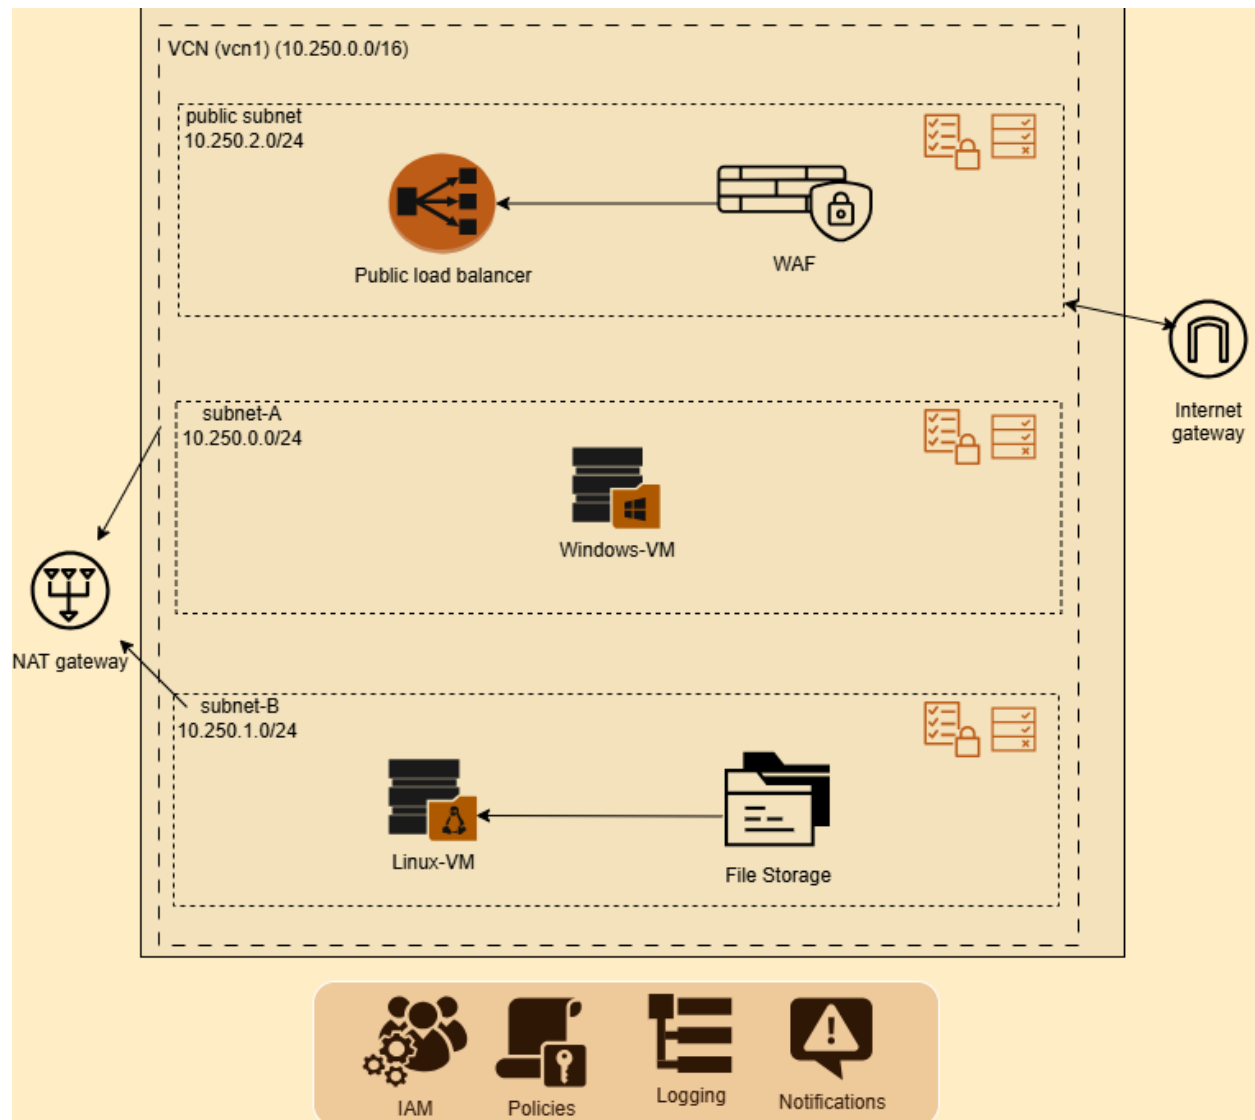 VCN (vcn1) (10.250.0.0/16)
public subnet
10.250.2.0/24
Public load balancer
WAF
Internet
gateway
subnet-A
10.250.0.0/24
Windows-VM
NAT gateway
subnet-B
10.250.1.0/24
Linux-VM
File Storage
IAM
Policies
Logging
Notifications